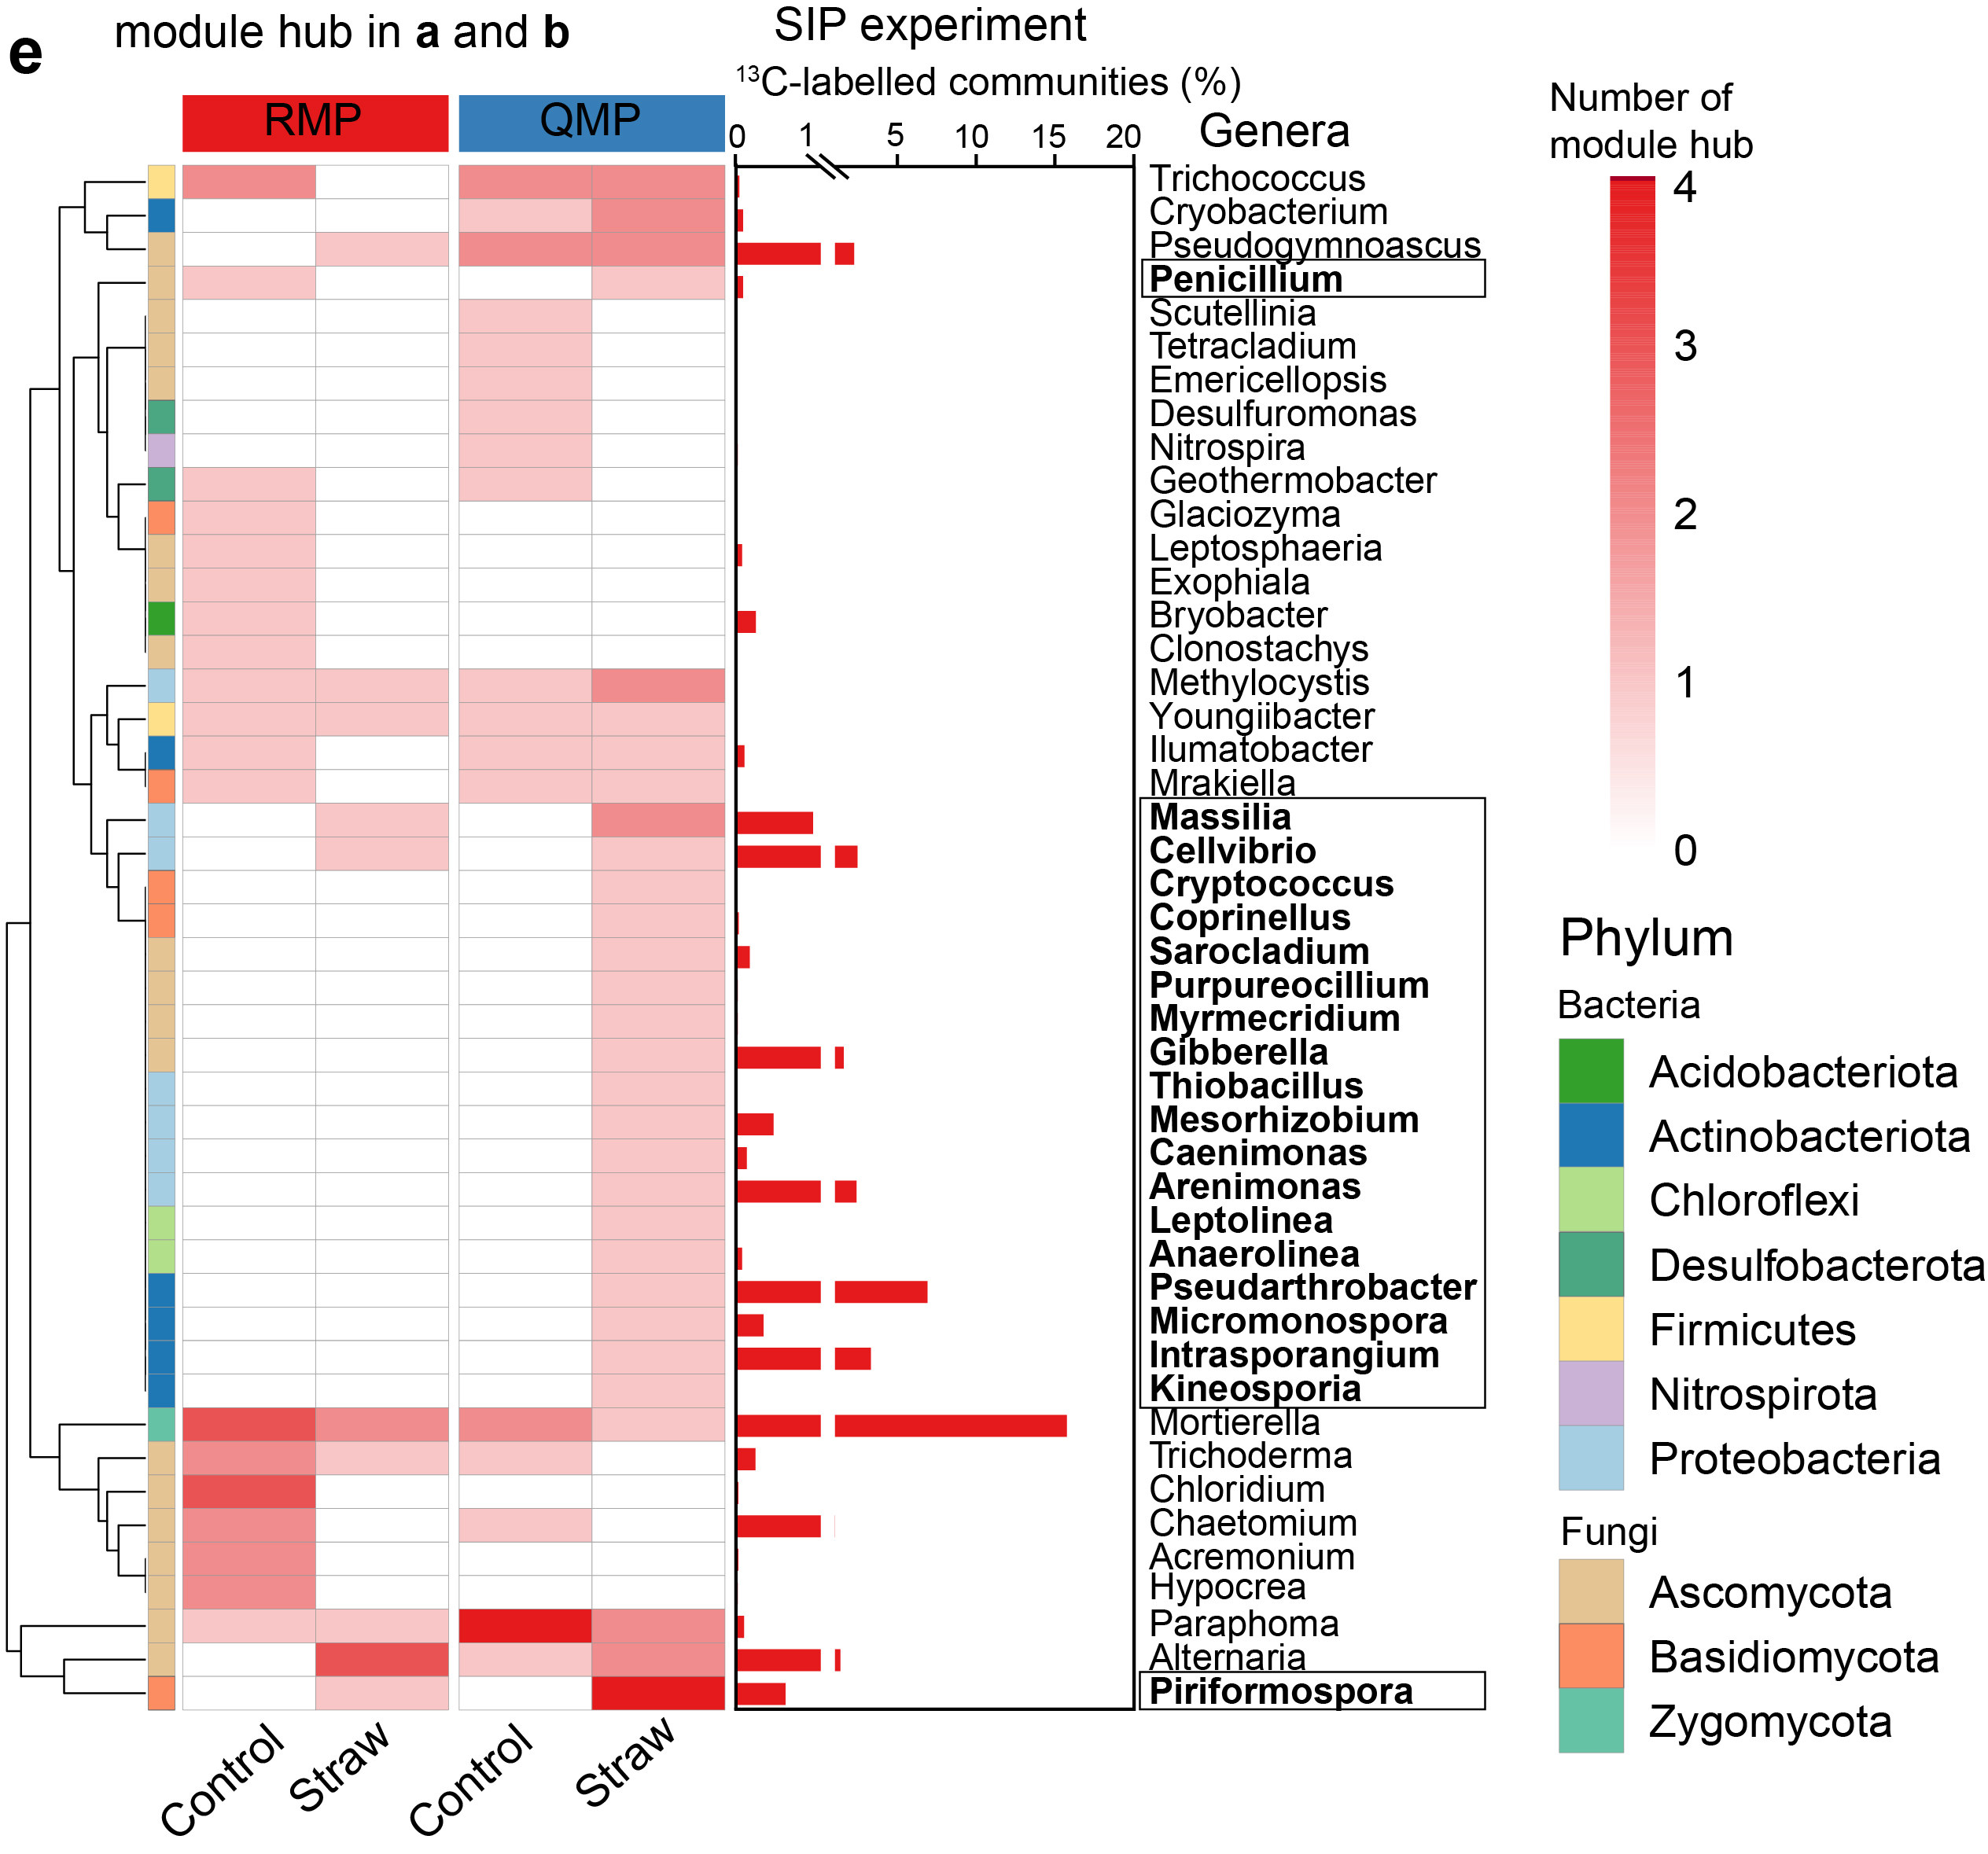 e
module hub in a and b
SIP experiment
¹³C-labelled communities (%)
RMP
QMP
0 1 5 10 15 20
Genera
Trichococcus
Cryobacterium
Pseudogymnoascus
Penicillium
Scutellinia
Tetracladium
Emericellopsis
Desulfuromonas
Nitrospira
Geothermobacter
Glaciozyma
Leptosphaeria
Exophiala
Bryobacter
Clonostachys
Methylocystis
Youngiibacter
Ilumatobacter
Mrakiella
Massilia
Cellvibrio
Cryptococcus
Coprinellus
Sarocladium
Purpureocillium
Myrmecridium
Gibberella
Thiobacillus
Mesorhizobium
Caenimonas
Arenimonas
Leptolinea
Anaerolinea
Pseudarthrobacter
Micromonospora
Intrasporangium
Kineosporia
Mortierella
Trichoderma
Chloridium
Chaetomium
Acremonium
Hypocrea
Paraphoma
Alternaria
Piriformospora
Control
Straw
Control
Straw
Number of
module hub
4
3
2
1
0
Phylum
Bacteria
Acidobacteriota
Actinobacteriota
Chloroflexi
Desulfobacterota
Firmicutes
Nitrospirota
Proteobacteria
Fungi
Ascomycota
Basidiomycota
Zygomycota